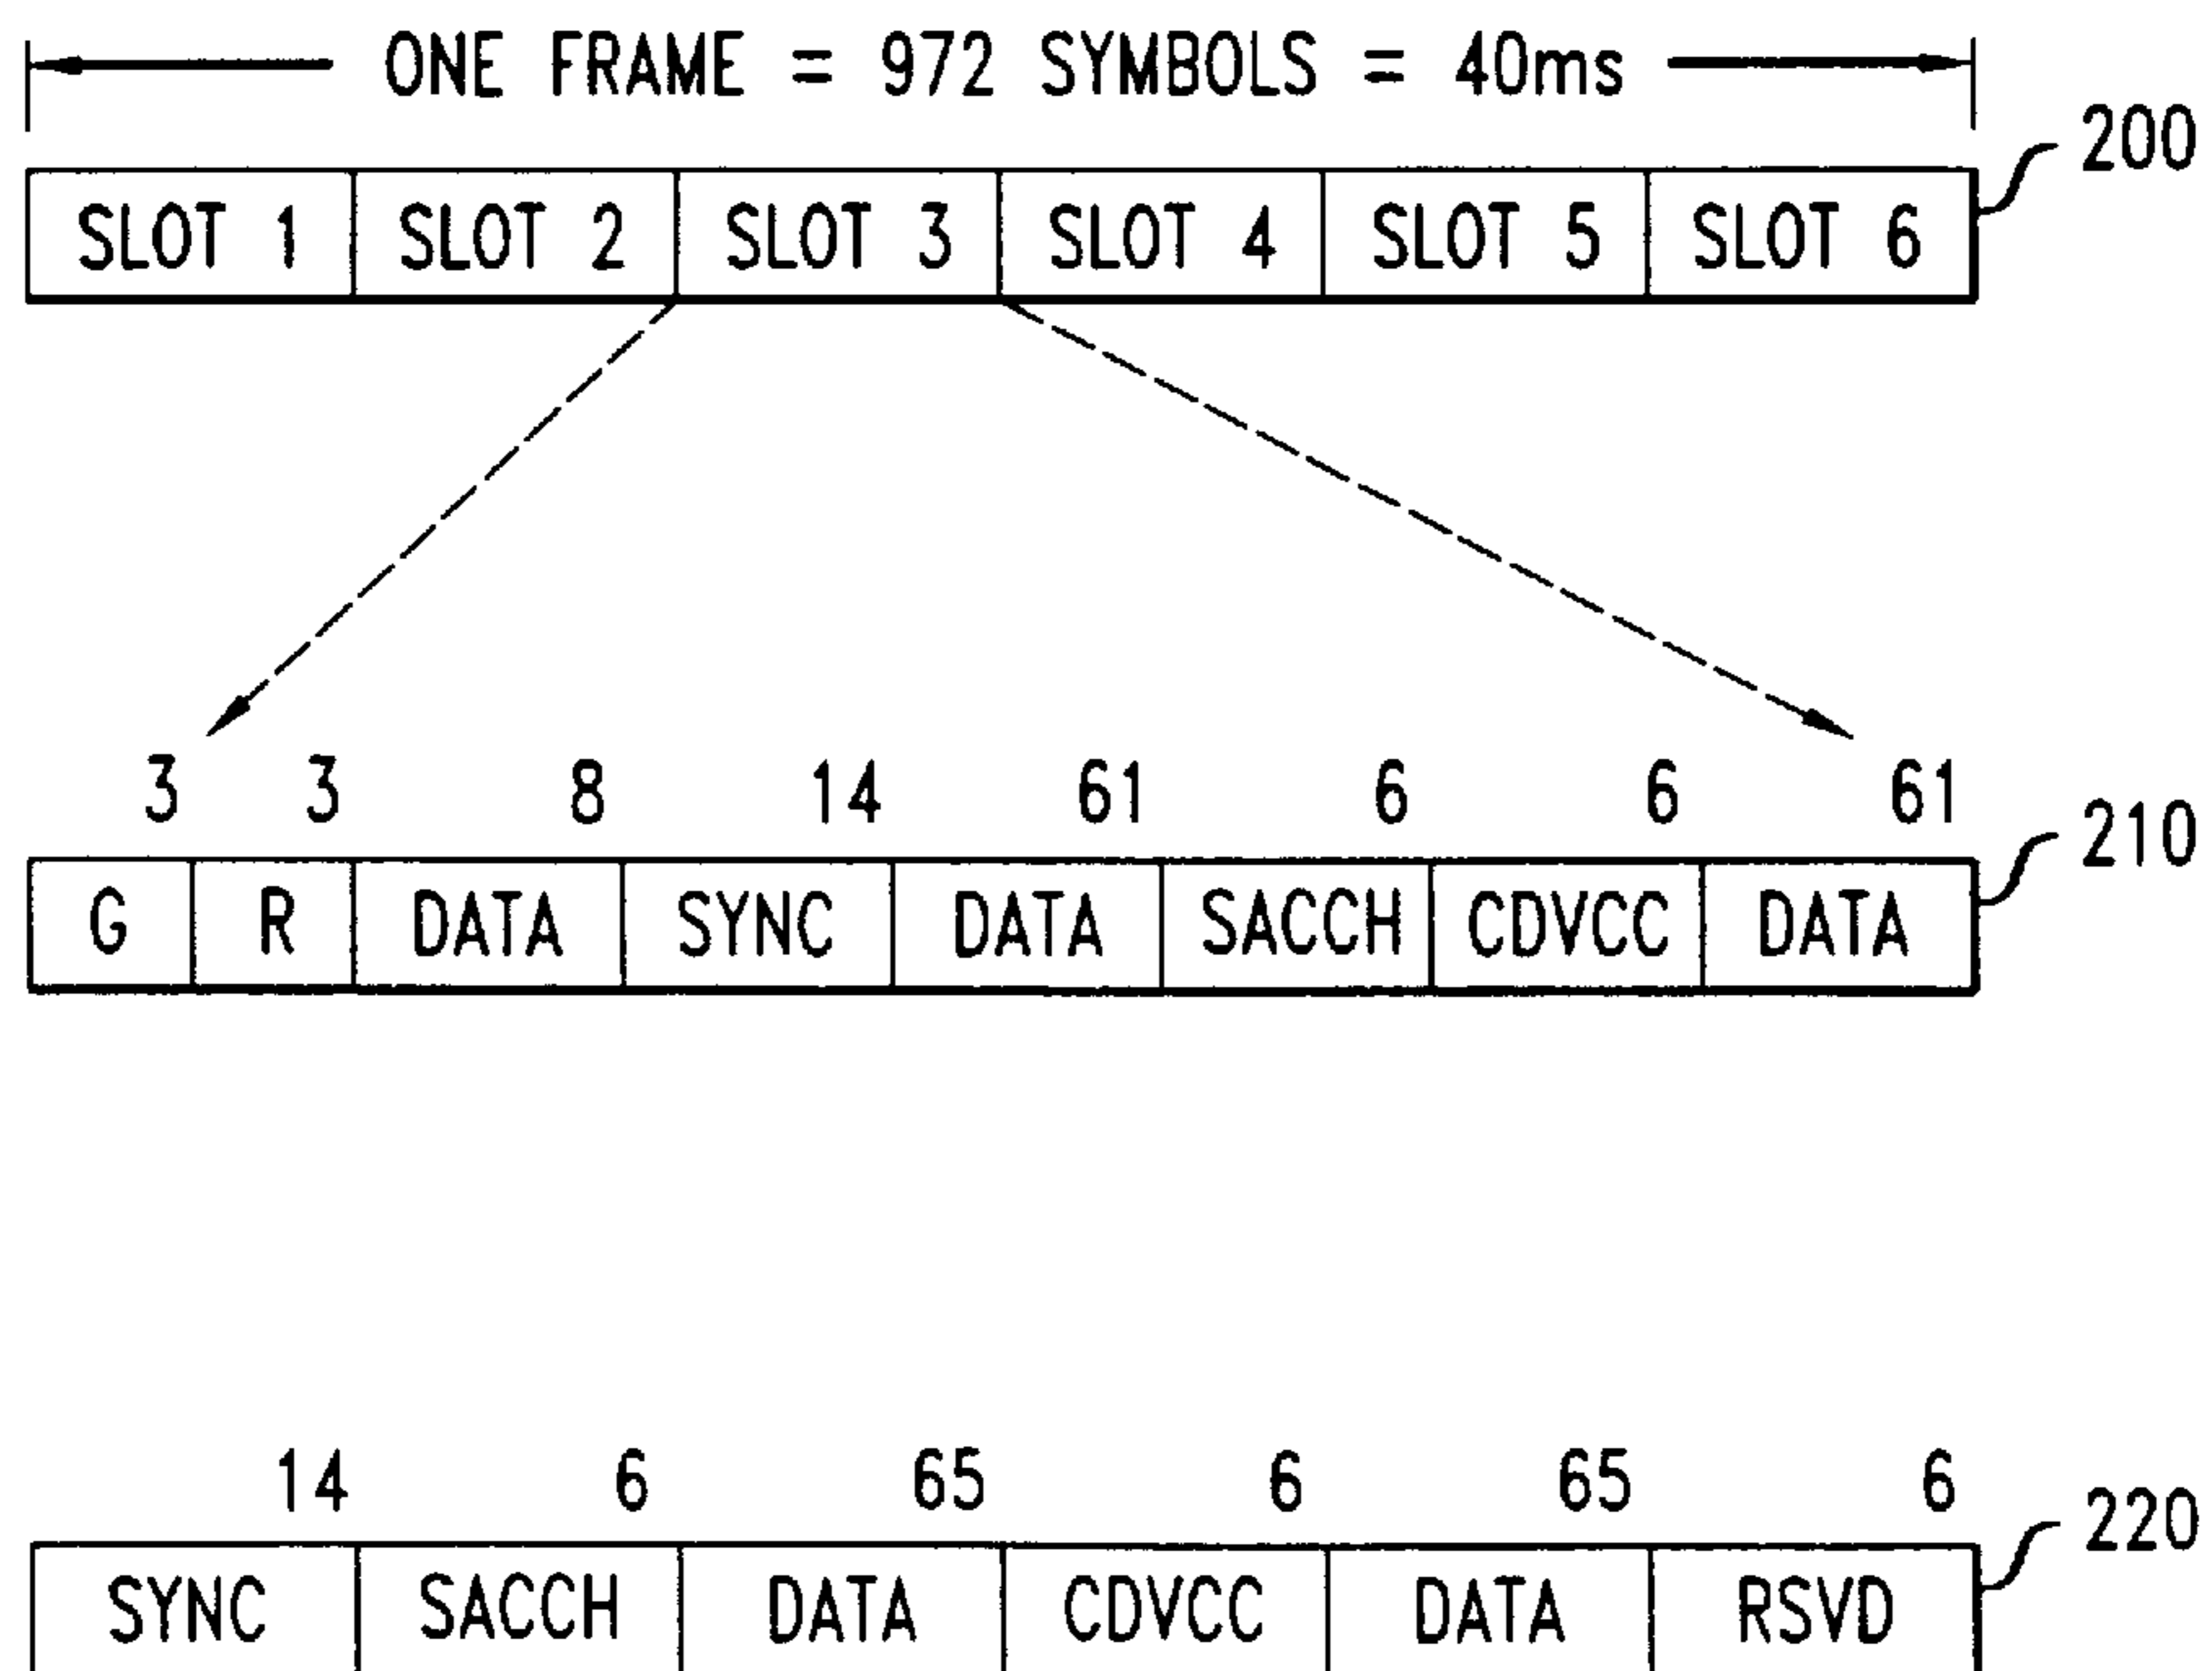 ONE FRAME = 972 SYMBOLS = 40ms
200
SLOT 1 SLOT 2 SLOT 3 SLOT 4 SLOT 5 SLOT 6
3 3 8 14 61 6 6 61
210
G R DATA SYNC DATA SACCH CDVCC DATA
14 6 65 6 65 6
220
SYNC SACCH DATA CDVCC DATA RSVD